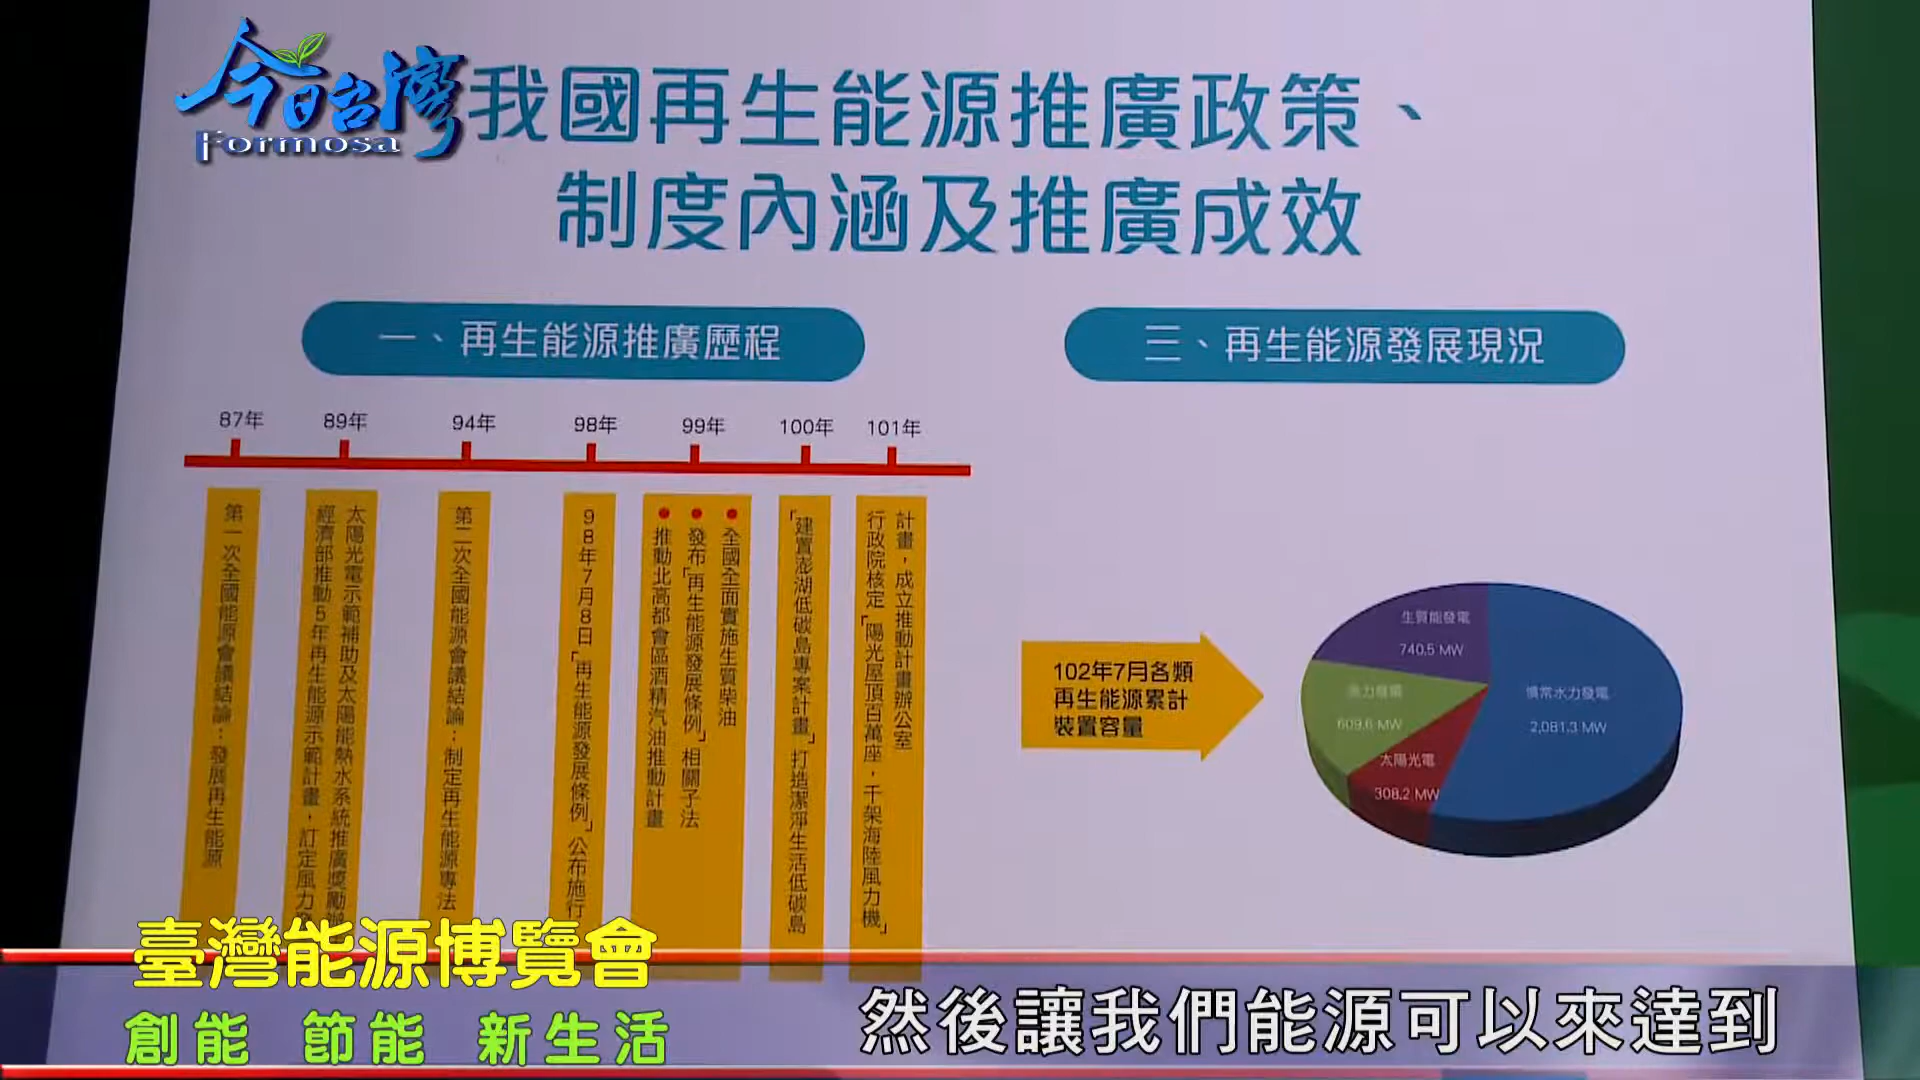 今日台灣
Formosa
我國再生能源推廣政策、
制度內涵及推廣成效
一、再生能源推廣歷程
三、再生能源發展現況
87年
89年
94年
98年
99年
100年
101年
第一次全國能源會議結論：發展再生能源
太陽光電示範補助及太陽能熱水系統推廣獎勵辦
經濟部推動5年再生能源示範計畫，訂定風力發
第二次全國能源會議結論：制定再生能源專法
98年7月8日「再生能源發展條例」公布施行
全國全面實施生質柴油
發布「再生能源發展條例」相關子法
推動北高都會區酒精汽油推動計畫
「建置澎湖低碳島專案計畫」打造潔淨生活低碳島
計畫，成立推動計畫辦公室
行政院核定「陽光屋頂百萬座，千架海陸風力機」
102年7月各類
再生能源累計
裝置容量
生質能發電
740.5 MW
力發電
609.6 MW
太陽光電
308.2 MW
慣常水力發電
2,081.3 MW
臺灣能源博覽會
創能 節能 新生活
然後讓我們能源可以來達到